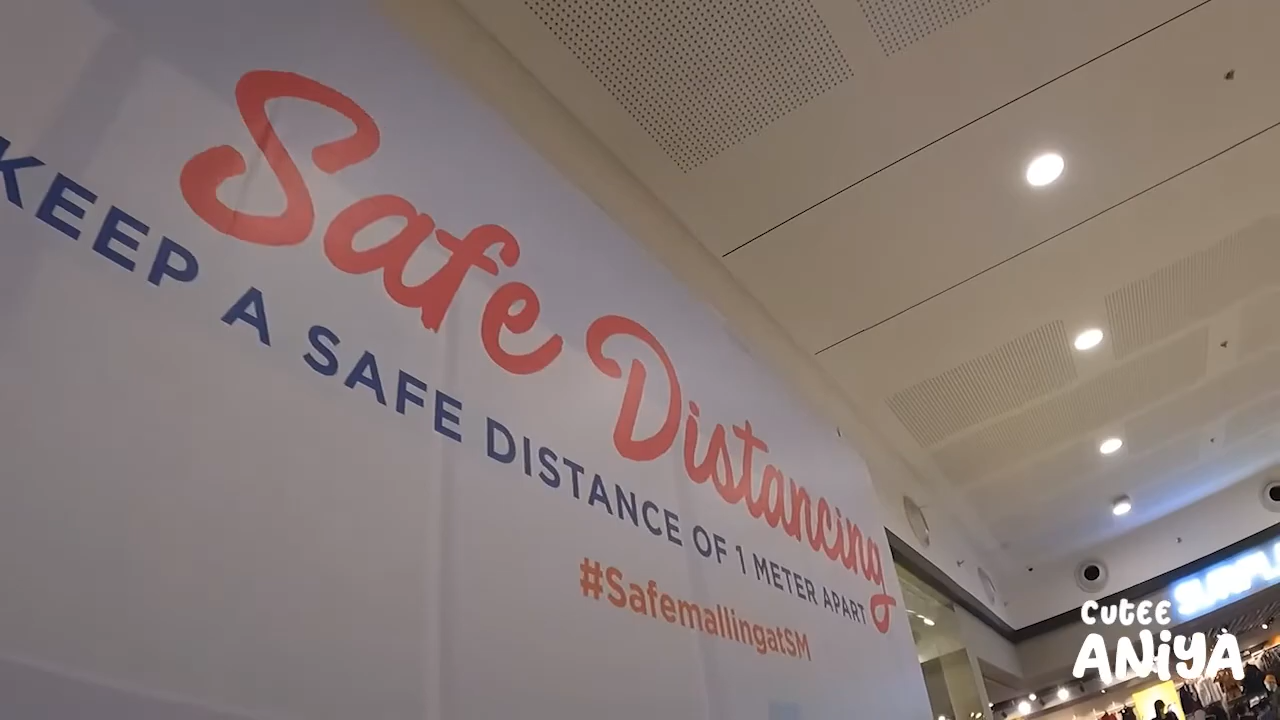 Safe Distancing
KEEP A SAFE DISTANCE OF 1 METER APART
#SafemallingatSM
cutee
ANiYA